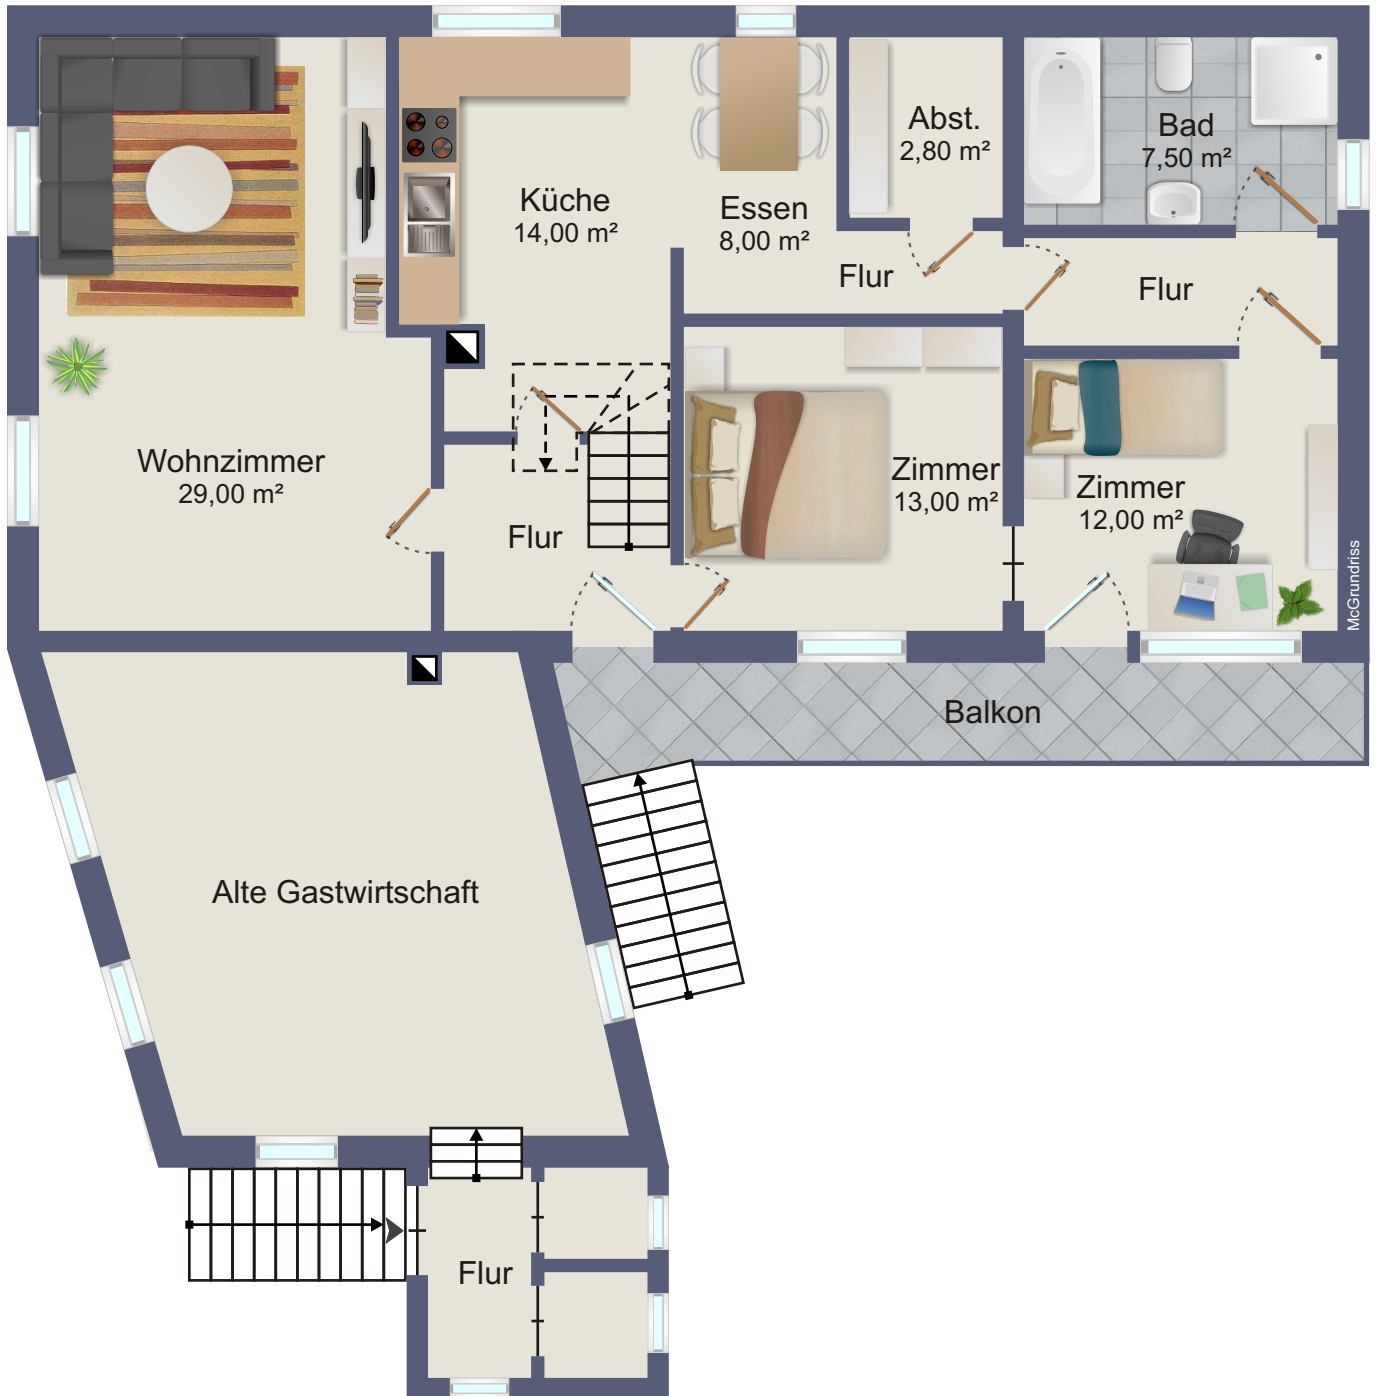 Abst.
2,80 m²
Bad
7,50 m²
Küche
14,00 m²
Essen
8,00 m²
Flur
Flur
Wohnzimmer
29,00 m²
Zimmer
13,00 m²
Zimmer
12,00 m²
Flur
McGrundriss
Balkon
Alte Gastwirtschaft
Flur